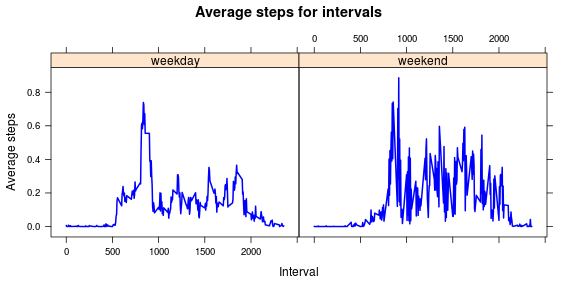 Average steps for intervals
0 500 1000 1500 2000
weekday weekend
Average steps
0.8
0.6
0.4
0.2
0.0
0 500 1000 1500 2000
Interval